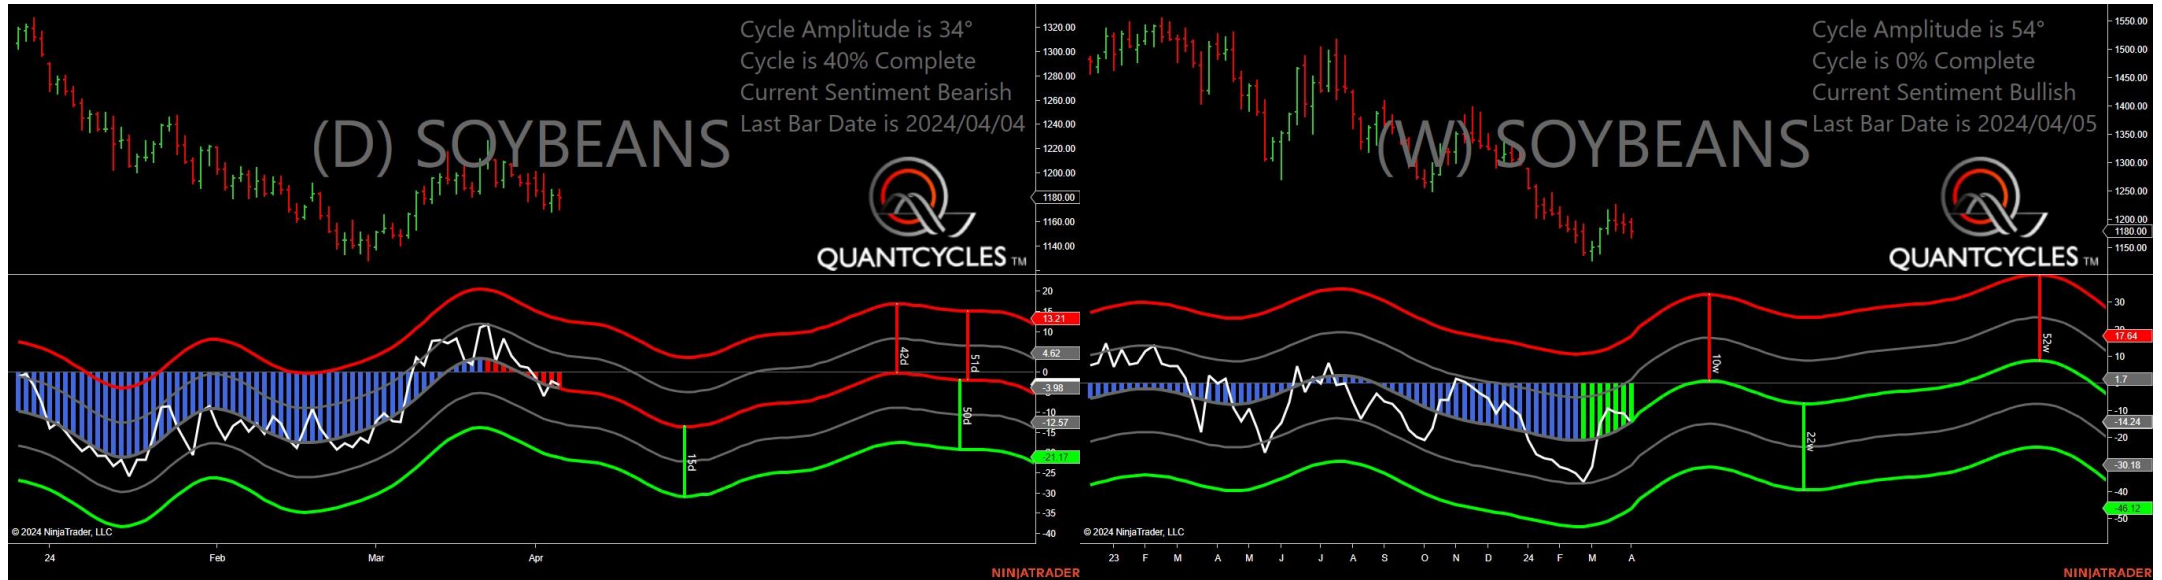 Cycle Amplitude is 34°
Cycle is 40% Complete
Current Sentiment Bearish
Last Bar Date is 2024/04/04
(D) SOYBEANS
QUANTCYCLES TM
1320.00
1300.00
1280.00
1260.00
1240.00
1220.00
1200.00
1180.00
1160.00
1140.00
20
13.21
10
4.62
0
-3.98
-10
-12.57
-15
-21.17
-25
-30
-35
-40
42d
51d
50d
15d
© 2024 NinjaTrader, LLC
24 Feb Mar Apr
NINJATRADER
Cycle Amplitude is 54°
Cycle is 0% Complete
Current Sentiment Bullish
Last Bar Date is 2024/04/05
(W) SOYBEANS
QUANTCYCLES TM
1550.00
1500.00
1450.00
1400.00
1350.00
1300.00
1250.00
1200.00
1180.00
1150.00
30
17.64
10
1.7
-10
-14.24
-20
-30.18
-40
-46.12
-50
10w
52w
22w
© 2024 NinjaTrader, LLC
23 F M A M J J A S O N D 24 F M A
NINJATRADER